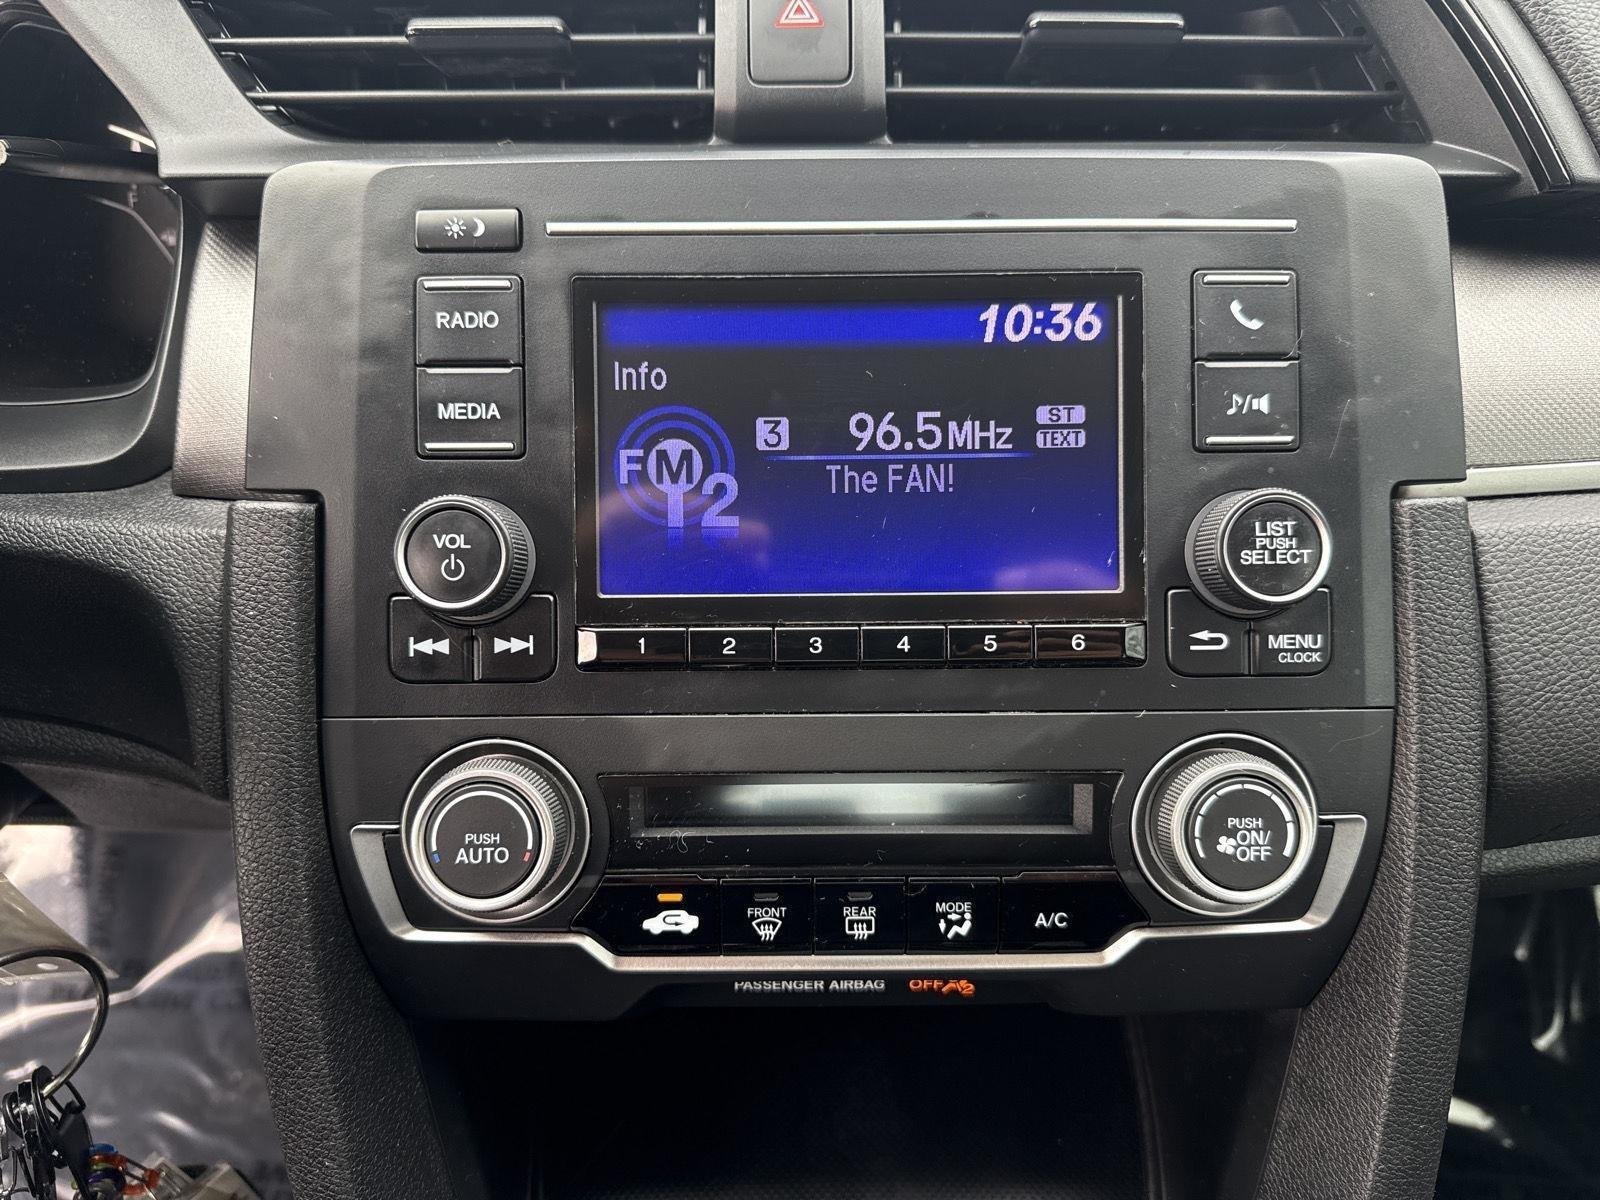 10:36
RADIO
Info
MEDIA
3 96.5MHz ST
TEXT
FM 12
The FAN!
VOL
LIST
PUSH
SELECT
1 2 3 4 5 6
MENU
CLOCK
PUSH
AUTO
PUSH
ON/
OFF
FRONT REAR MODE A/C
PASSENGER AIRBAG OFF 2